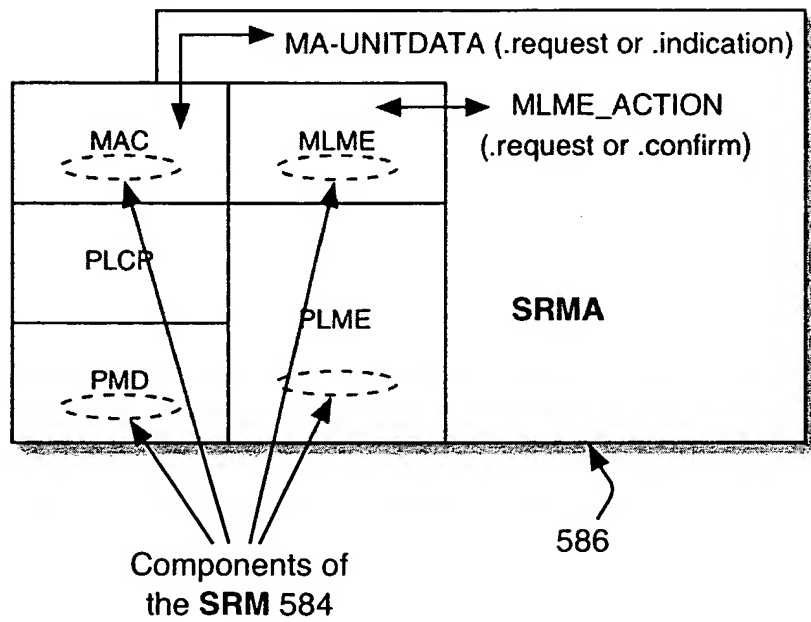 MA-UNITDATA (.request or .indication)
MLME_ACTION
(.request or .confirm)
MAC
MLME
PLCP
PLME
SRMA
PMD
586
Components of
the SRM 584